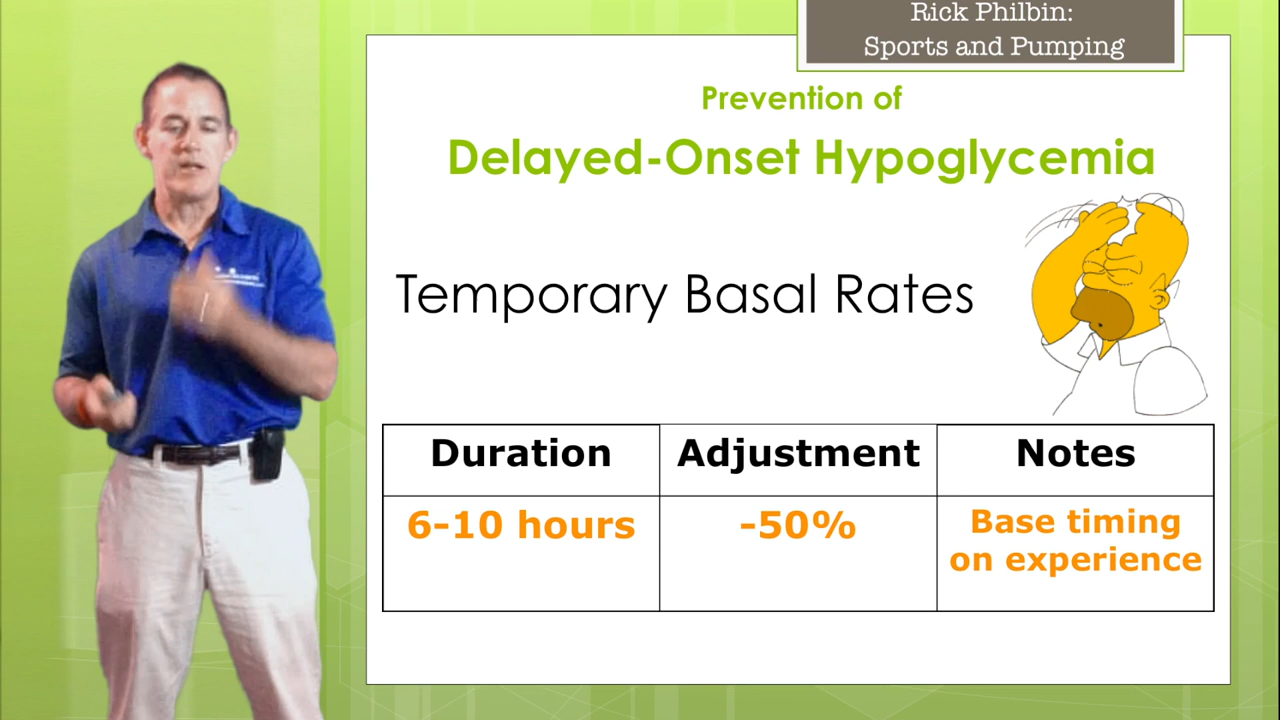 Rick Philbin:
Sports and Pumping
Prevention of
Delayed-Onset Hypoglycemia
Temporary Basal Rates
Duration Adjustment Notes
6-10 hours -50% Base timing
on experience